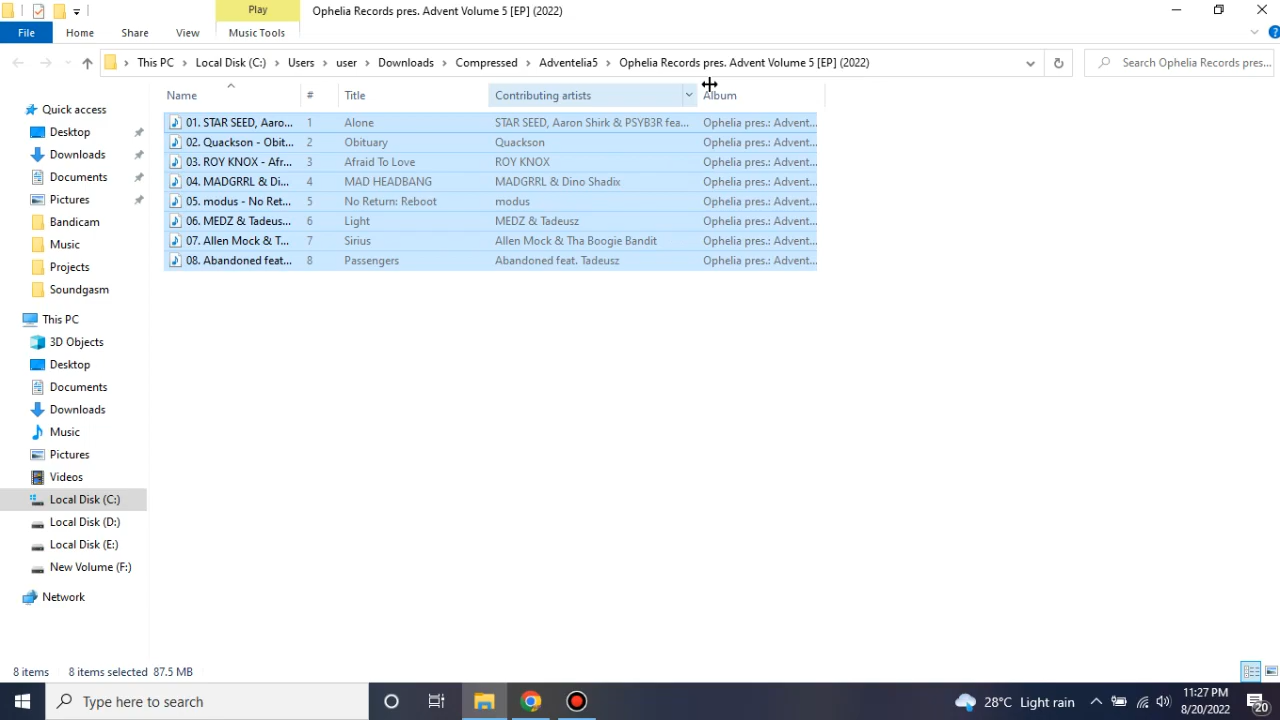 Play
Ophelia Records pres. Advent Volume 5 [EP] (2022)
File Home Share View Music Tools
This PC Local Disk (C:) Users user Downloads Compressed Adventelia5 Ophelia Records pres. Advent Volume 5 [EP] (2022) Search Ophelia Records pres...
Name # Title Contributing artists Album
01. STAR SEED, Aaro... 1 Alone STAR SEED, Aaron Shirk & PSYB3R fea... Ophelia pres.: Advent...
02. Quackson - Obit... 2 Obituary Quackson Ophelia pres.: Advent...
03. ROY KNOX - Afr... 3 Afraid To Love ROY KNOX Ophelia pres.: Advent...
04. MADGRRL & Di... 4 MAD HEADBANG MADGRRL & Dino Shadix Ophelia pres.: Advent...
05. modus - No Ret... 5 No Return: Reboot modus Ophelia pres.: Advent...
06. MEDZ & Tadeus... 6 Light MEDZ & Tadeusz Ophelia pres.: Advent...
07. Allen Mock & T... 7 Sirius Allen Mock & Tha Boogie Bandit Ophelia pres.: Advent...
08. Abandoned feat... 8 Passengers Abandoned feat. Tadeusz Ophelia pres.: Advent...
Quick access
Desktop
Downloads
Documents
Pictures
Bandicam
Music
Projects
Soundgasm
This PC
3D Objects
Desktop
Documents
Downloads
Music
Pictures
Videos
Local Disk (C:)
Local Disk (D:)
Local Disk (E:)
New Volume (F:)
Network
8 items 8 items selected 87.5 MB
Type here to search
28°C Light rain
11:27 PM
8/20/2022
20